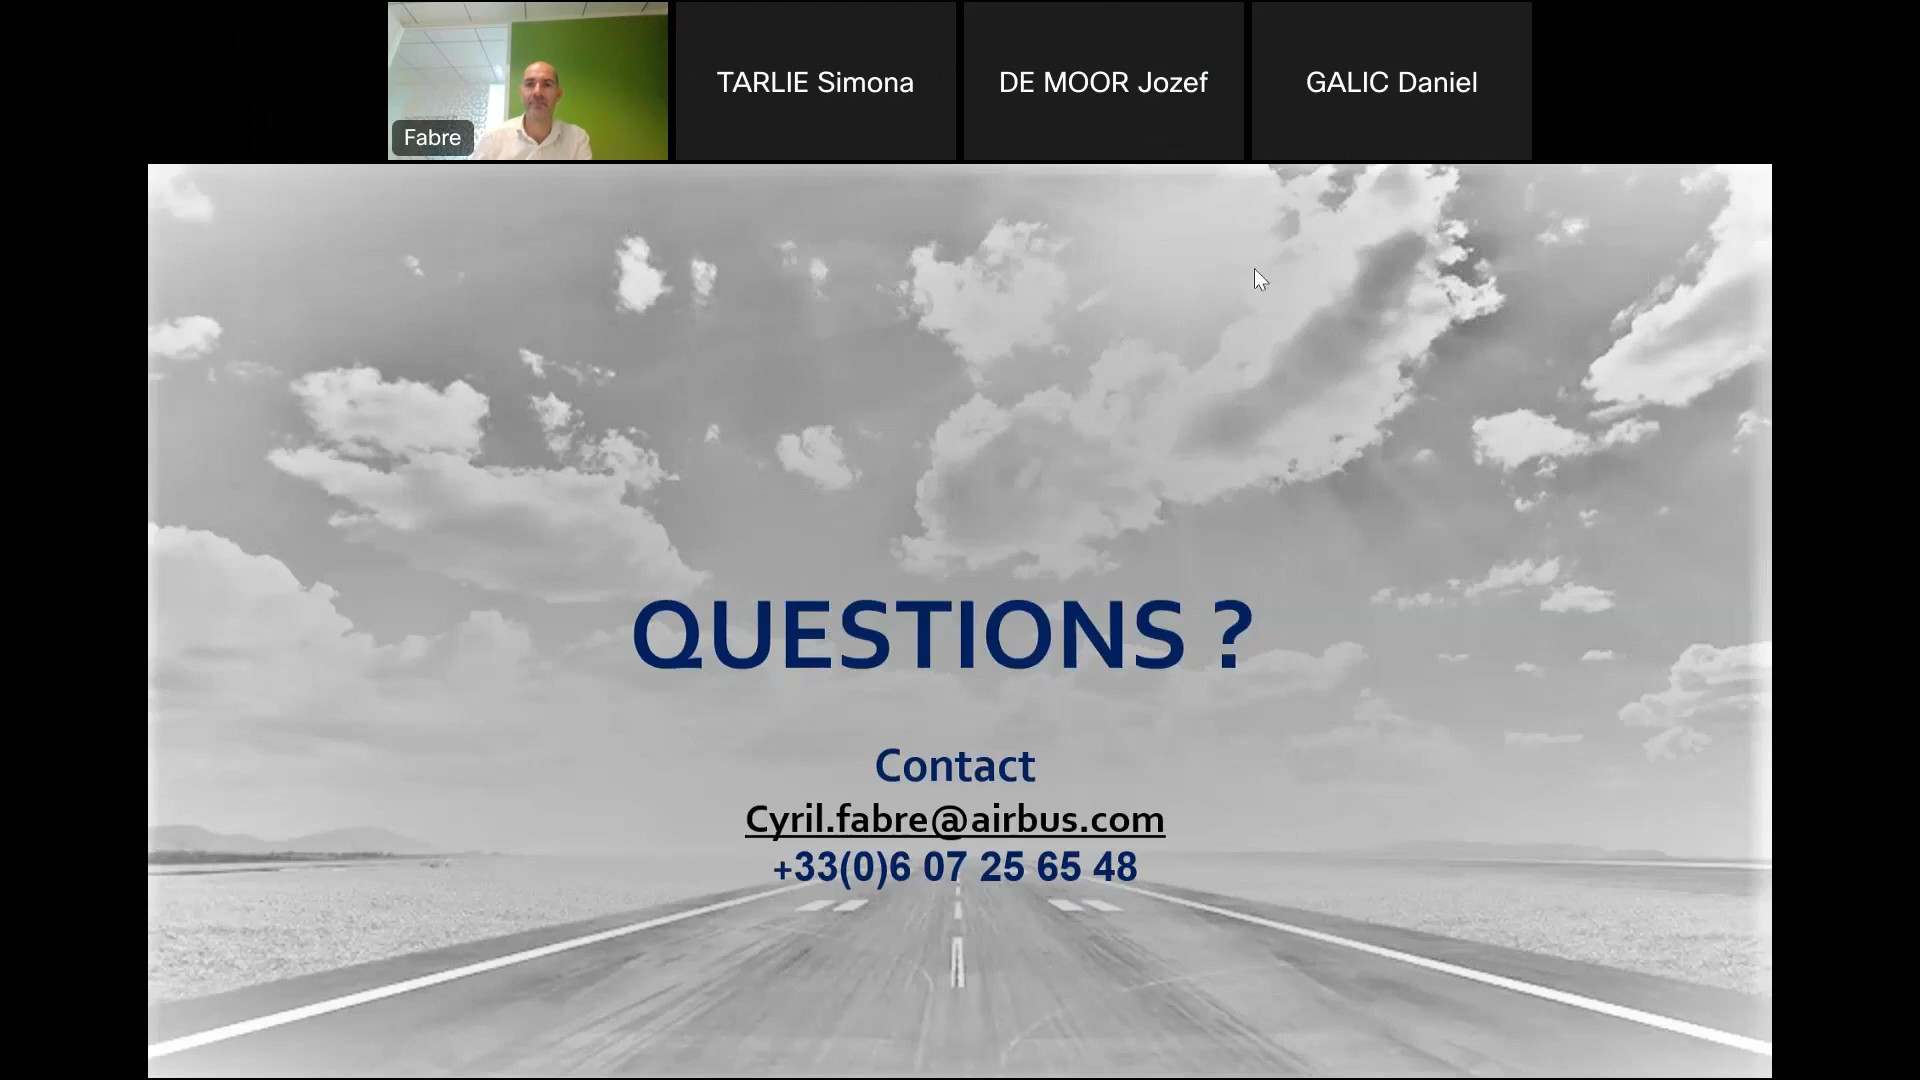 Fabre
TARLIE Simona
DE MOOR Jozef
GALIC Daniel
QUESTIONS ?
Contact
Cyril.fabre@airbus.com
+33(0)6 07 25 65 48